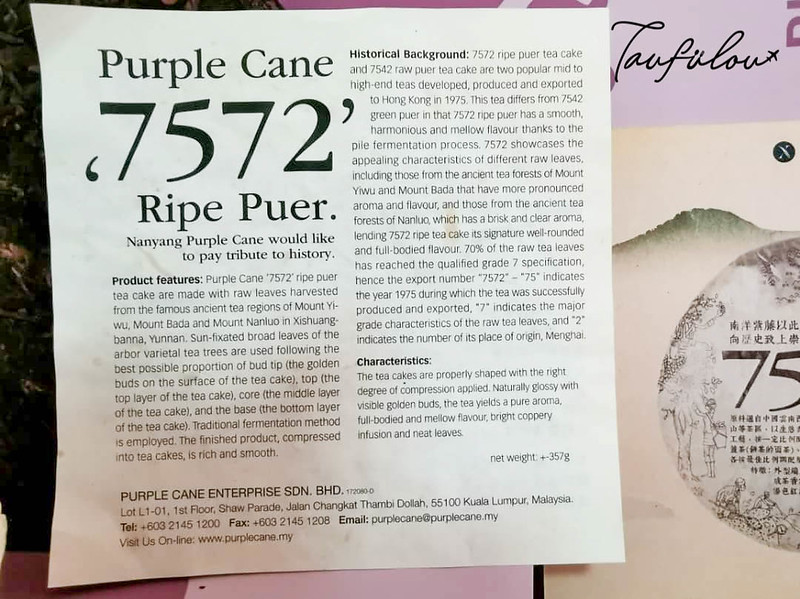 Purple Cane
‘7572’
Ripe Puer.
Nanyang Purple Cane would like
to pay tribute to history.
Product features: Purple Cane ‘7572’ ripe puer
tea cake are made with raw leaves harvested
from the famous ancient tea regions of Mount Yi-
wu, Mount Bada and Mount Nanluo in Xishuang-
banna, Yunnan. Sun-fixated broad leaves of the
arbor varietal tea trees are used following the
best possible proportion of bud tip (the golden
buds on the surface of the tea cake), top (the
top layer of the tea cake), core (the middle layer
of the tea cake), and the base (the bottom layer
of the tea cake). Traditional fermentation method
is employed. The finished product, compressed
into tea cakes, is rich and smooth.
Historical Background: 7572 ripe puer tea cake
and 7542 raw puer tea cake are two popular mid to
high-end teas developed, produced and exported
to Hong Kong in 1975. This tea differs from 7542
green puer in that 7572 ripe puer has a smooth,
harmonious and mellow flavour thanks to the
pile fermentation process. 7572 showcases the
appealing characteristics of different raw leaves,
including those from the ancient tea forests of Mount
Yiwu and Mount Bada that have more pronounced
aroma and flavour, and those from the ancient tea
forests of Nanluo, which has a brisk and clear aroma,
lending 7572 ripe tea cake its signature well-rounded
and full-bodied flavour. 70% of the raw tea leaves
has reached the qualified grade 7 specification,
hence the export number “7572” – “75” indicates
the year 1975 during which the tea was successfully
produced and exported, “7” indicates the major
grade characteristics of the raw tea leaves, and “2”
indicates the number of its place of origin, Menghai.
Characteristics:
The tea cakes are properly shaped with the right
degree of compression applied. Naturally glossy with
visible golden buds, the tea yields a pure aroma,
full-bodied and mellow flavour, bright coppery
infusion and neat leaves.
net weight: +-357g
PURPLE CANE ENTERPRISE SDN. BHD. 172080-D
Lot L1-01, 1st Floor, Shaw Parade, Jalan Changkat Thambi Dollah, 55100 Kuala Lumpur, Malaysia.
Tel: +603 2145 1200 Fax: +603 2145 1208 Email: purplecane@purplecane.my
Visit Us On-line: www.purplecane.my
Taufulou
南洋紫藤以此
向歷史致上崇
75